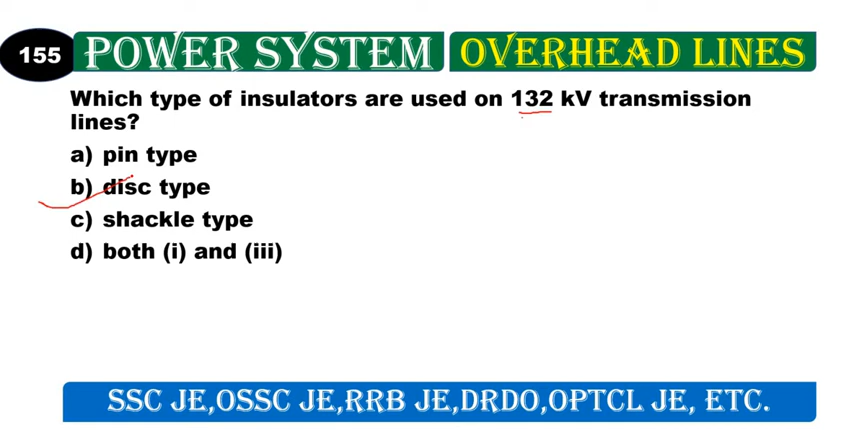 155
POWER SYSTEM
OVERHEAD LINES
Which type of insulators are used on 132 kV transmission
lines?
a) pin type
b) disc type
c) shackle type
d) both (i) and (iii)
SSC JE,OSSC JE,RRB JE,DRDO,OPTCL JE, ETC.